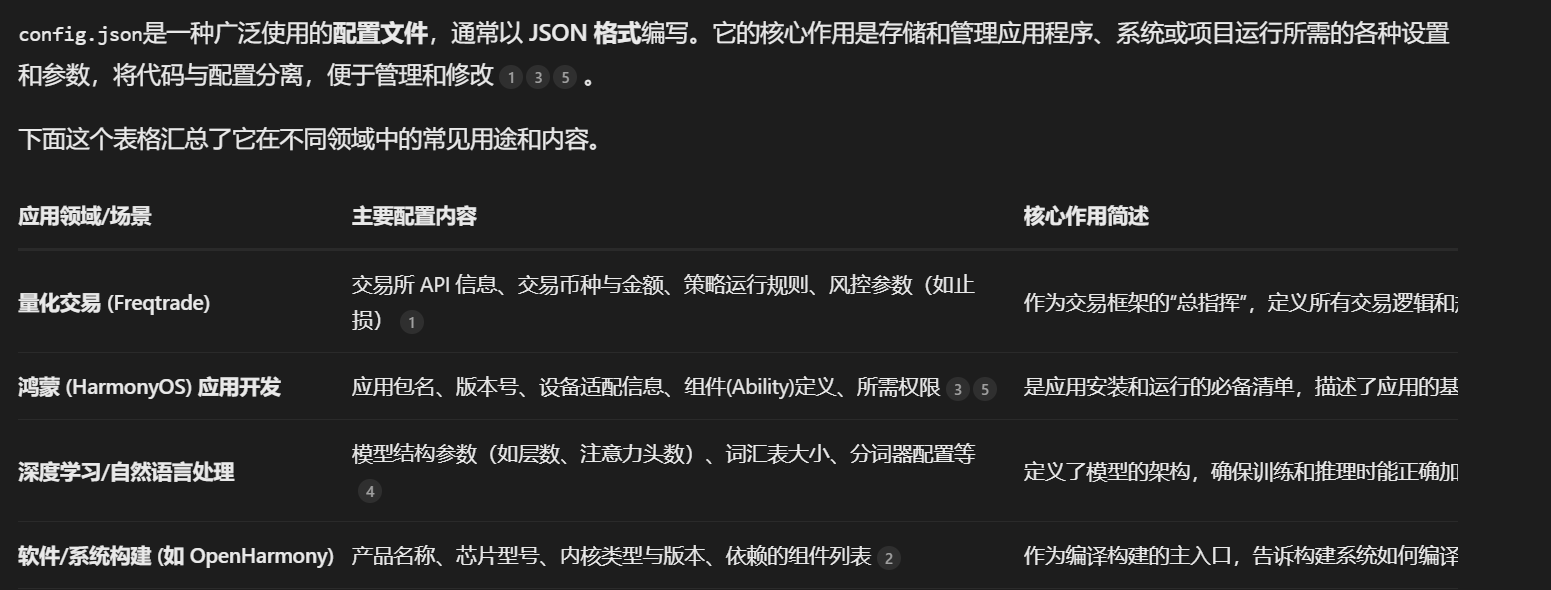 config.json是一种广泛使用的配置文件，通常以 JSON 格式编写。它的核心作用是存储和管理应用程序、系统或项目运行所需的各种设置
和参数，将代码与配置分离，便于管理和修改 1 3 5 。
下面这个表格汇总了它在不同领域中的常见用途和内容。
应用领域/场景 主要配置内容 核心作用简述
交易所 API 信息、交易币种与金额、策略运行规则、风控参数（如止
量化交易 (Freqtrade) 作为交易框架的“总指挥”，定义所有交易逻辑和
损） 1
鸿蒙 (HarmonyOS) 应用开发 应用包名、版本号、设备适配信息、组件(Ability)定义、所需权限 3 5 是应用安装和运行的必备清单，描述了应用的基
模型结构参数（如层数、注意力头数）、词汇表大小、分词器配置等
深度学习/自然语言处理 定义了模型的架构，确保训练和推理时能正确加
4
软件/系统构建 (如 OpenHarmony) 产品名称、芯片型号、内核类型与版本、依赖的组件列表 2 作为编译构建的主入口，告诉构建系统如何编译